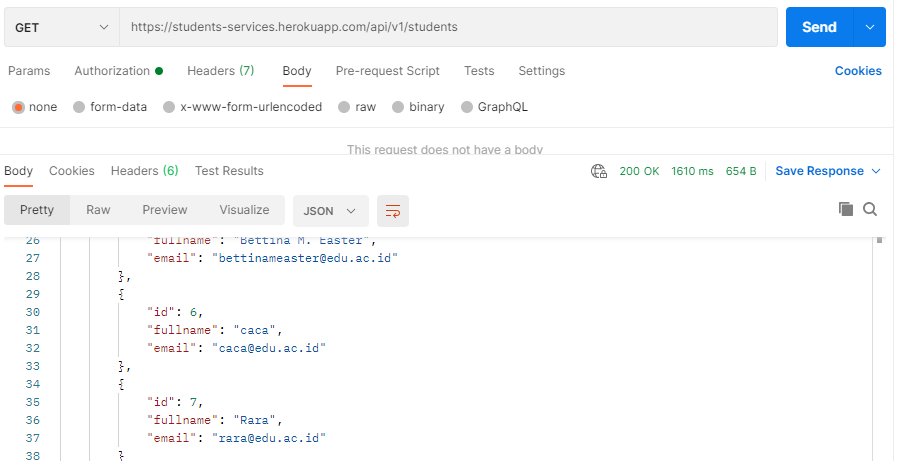 GET https://students-services.herokuapp.com/api/v1/students Send
Params Authorization Headers (7) Body Pre-request Script Tests Settings Cookies
none form-data x-www-form-urlencoded raw binary GraphQL
This request does not have a body
Body Cookies Headers (6) Test Results 200 OK 1610 ms 654 B Save Response
Pretty Raw Preview Visualize JSON
26 "fullname": "Bettina M. Easter",
27 "email": "bettinameaster@edu.ac.id"
28 },
29 {
30 "id": 6,
31 "fullname": "caca",
32 "email": "caca@edu.ac.id"
33 },
34 {
35 "id": 7,
36 "fullname": "Rara",
37 "email": "rara@edu.ac.id"
38 }